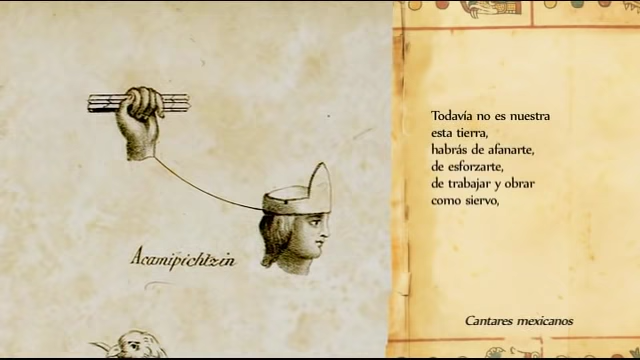 Acamipichtzin
Todavía no es nuestra
esta tierra,
habrás de afanarte,
de esforzarte,
de trabajar y obrar
como siervo,
Cantares mexicanos